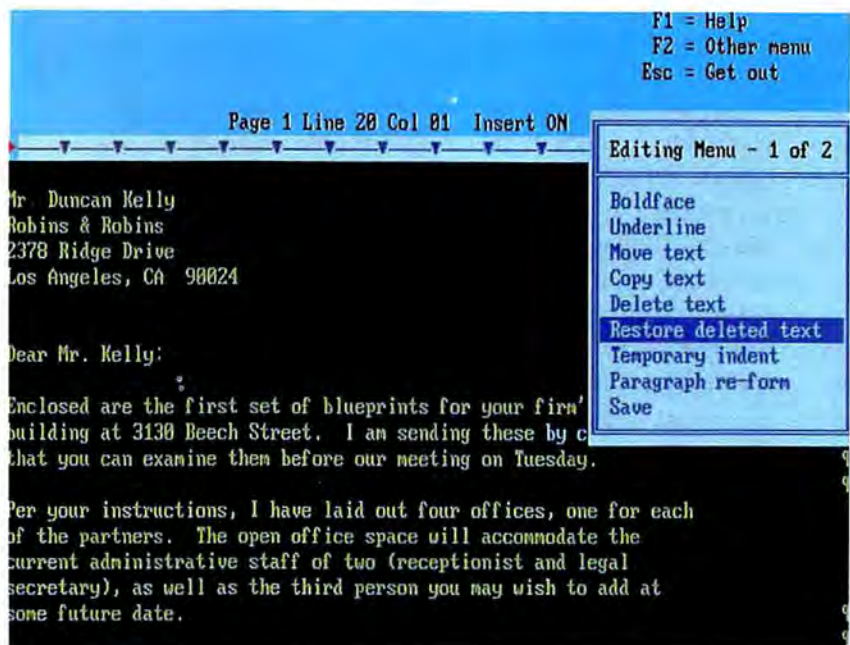 F1 = Help
F2 = Other menu
Esc = Get out
Page 1 Line 20 Col 01 Insert ON
Editing Menu - 1 of 2
Boldface
Underline
Move text
Copy text
Delete text
Restore deleted text
Temporary indent
Paragraph re-form
Save
Mr. Duncan Kelly
Robins & Robins
2378 Ridge Drive
Los Angeles, CA 90024
Dear Mr. Kelly:
Enclosed are the first set of blueprints for your firm'
building at 3130 Beech Street. I am sending these by c
that you can examine them before our meeting on Tuesday.
Per your instructions, I have laid out four offices, one for each
of the partners. The open office space will accommodate the
current administrative staff of two (receptionist and legal
secretary), as well as the third person you may wish to add at
some future date.